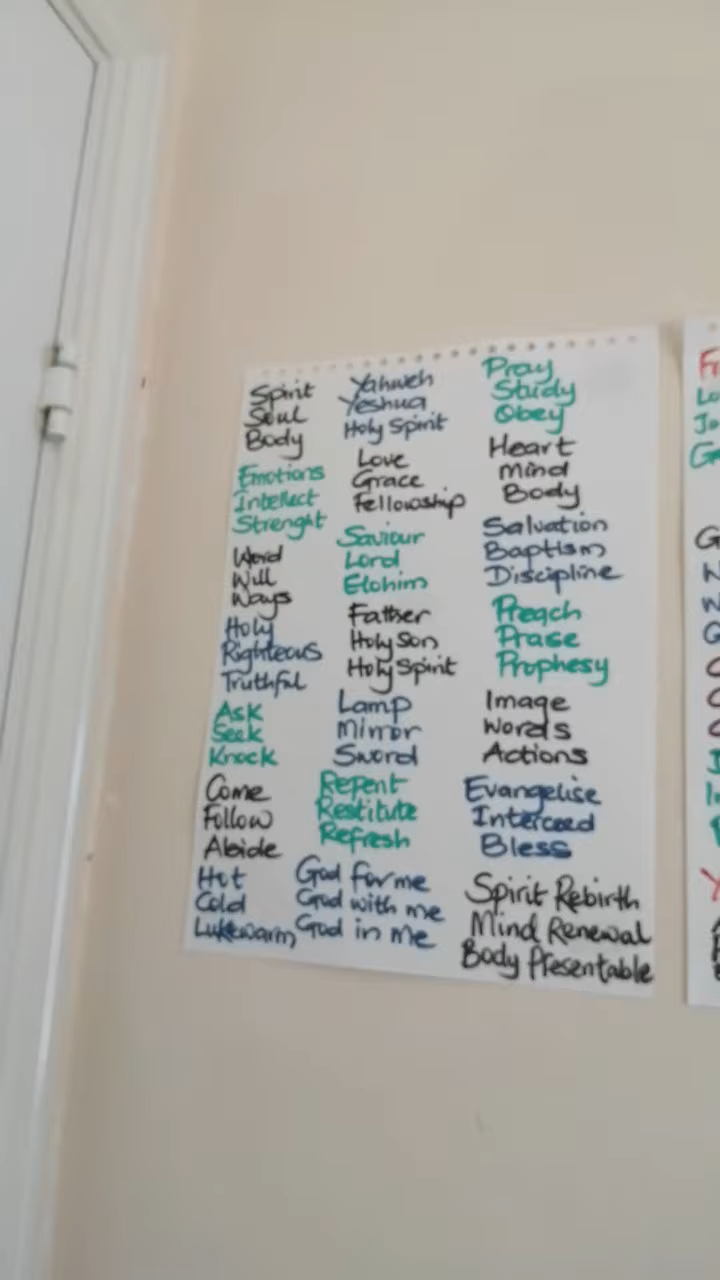 Spirit
Soul
Body
Emotions
Intellect
Strenght
Word
Will
Ways
Holy
Righteous
Truthful
Ask
Seek
Knock
Come
Follow
Abide
Hot
Cold
Lukewarm
Yahweh
Yeshua
Holy Spirit
Love
Grace
Fellowship
Saviour
Lord
Elohim
Father
Holy Son
Holy Spirit
Lamp
Mirror
Sword
Repent
Restitute
Refresh
God for me
God with me
God in me
Pray
Study
Obey
Heart
Mind
Body
Salvation
Baptism
Discipline
Preach
Prase
Prophesy
Image
Words
Actions
Evangelise
Interceed
Bless
Spirit Rebirth
Mind Renewal
Body Presentable